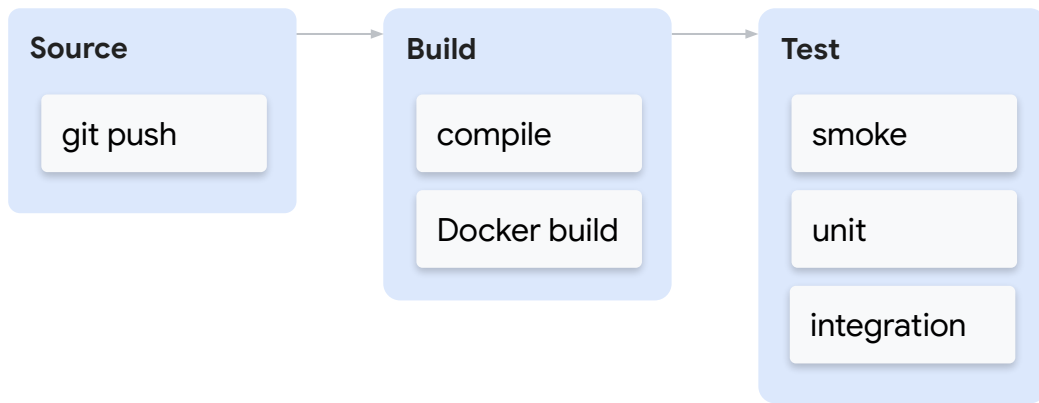 Source
git push
Build
compile
Docker build
Test
smoke
unit
integration